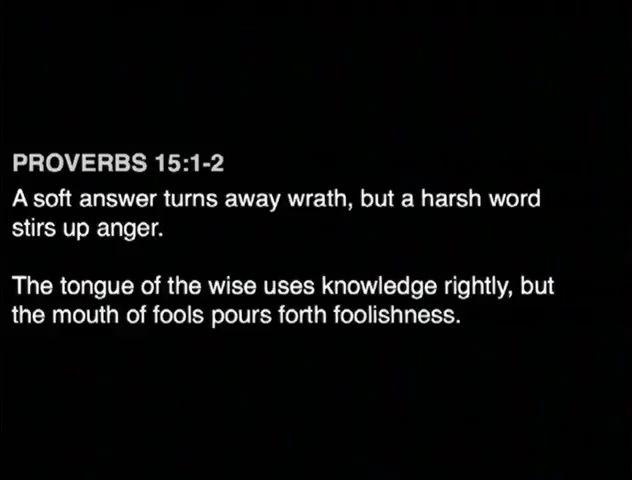 PROVERBS 15:1-2
A soft answer turns away wrath, but a harsh word
stirs up anger.
The tongue of the wise uses knowledge rightly, but
the mouth of fools pours forth foolishness.